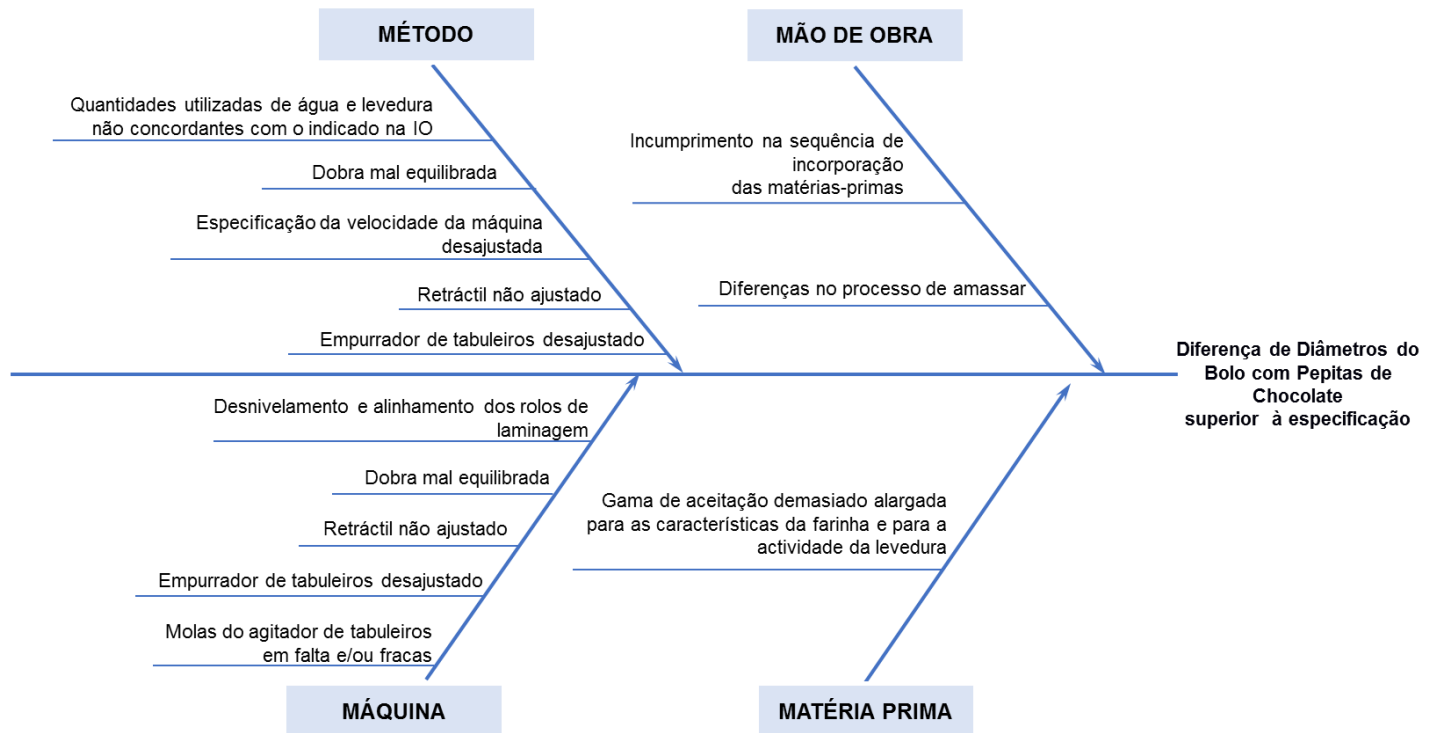 MÉTODO
MÃO DE OBRA
Quantidades utilizadas de água e levedura
não concordantes com o indicado na IO
Dobra mal equilibrada
Especificação da velocidade da máquina
desajustada
Retráctil não ajustado
Empurrador de tabuleiros desajustado
Incumprimento na sequência de
incorporação
das matérias-primas
Diferenças no processo de amassar
Diferença de Diâmetros do
Bolo com Pepitas de
Chocolate
superior à especificação
Desnivelamento e alinhamento dos rolos de
laminagem
Dobra mal equilibrada
Retráctil não ajustado
Empurrador de tabuleiros desajustado
Molas do agitador de tabuleiros
em falta e/ou fracas
Gama de aceitação demasiado alargada
para as características da farinha e para a
actividade da levedura
MÁQUINA
MATÉRIA PRIMA